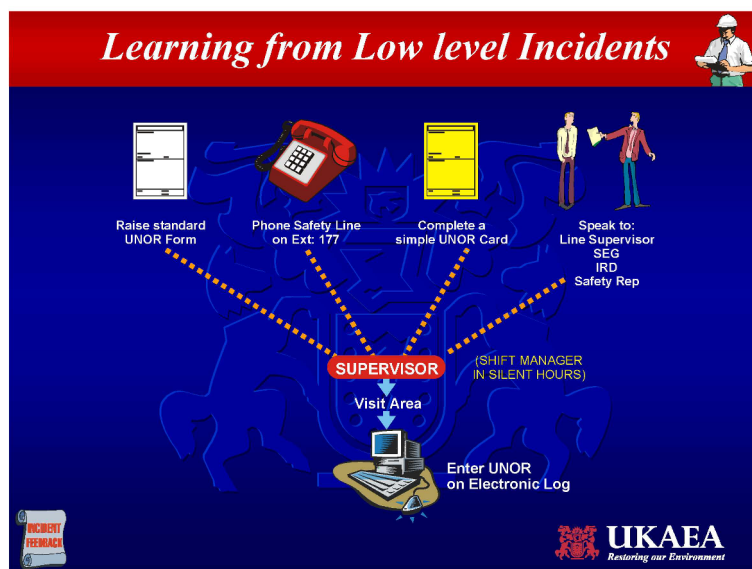 Learning from Low level Incidents
Raise standard
UNOR Form
Phone Safety Line
on Ext: 177
Complete a
simple UNOR Card
Speak to:
Line Supervisor
SEG
IRD
Safety Rep
SUPERVISOR
(SHIFT MANAGER
IN SILENT HOURS)
Visit Area
Enter UNOR
on Electronic Log
INCIDENT
FEEDBACK
UKAEA
Restoring our Environment